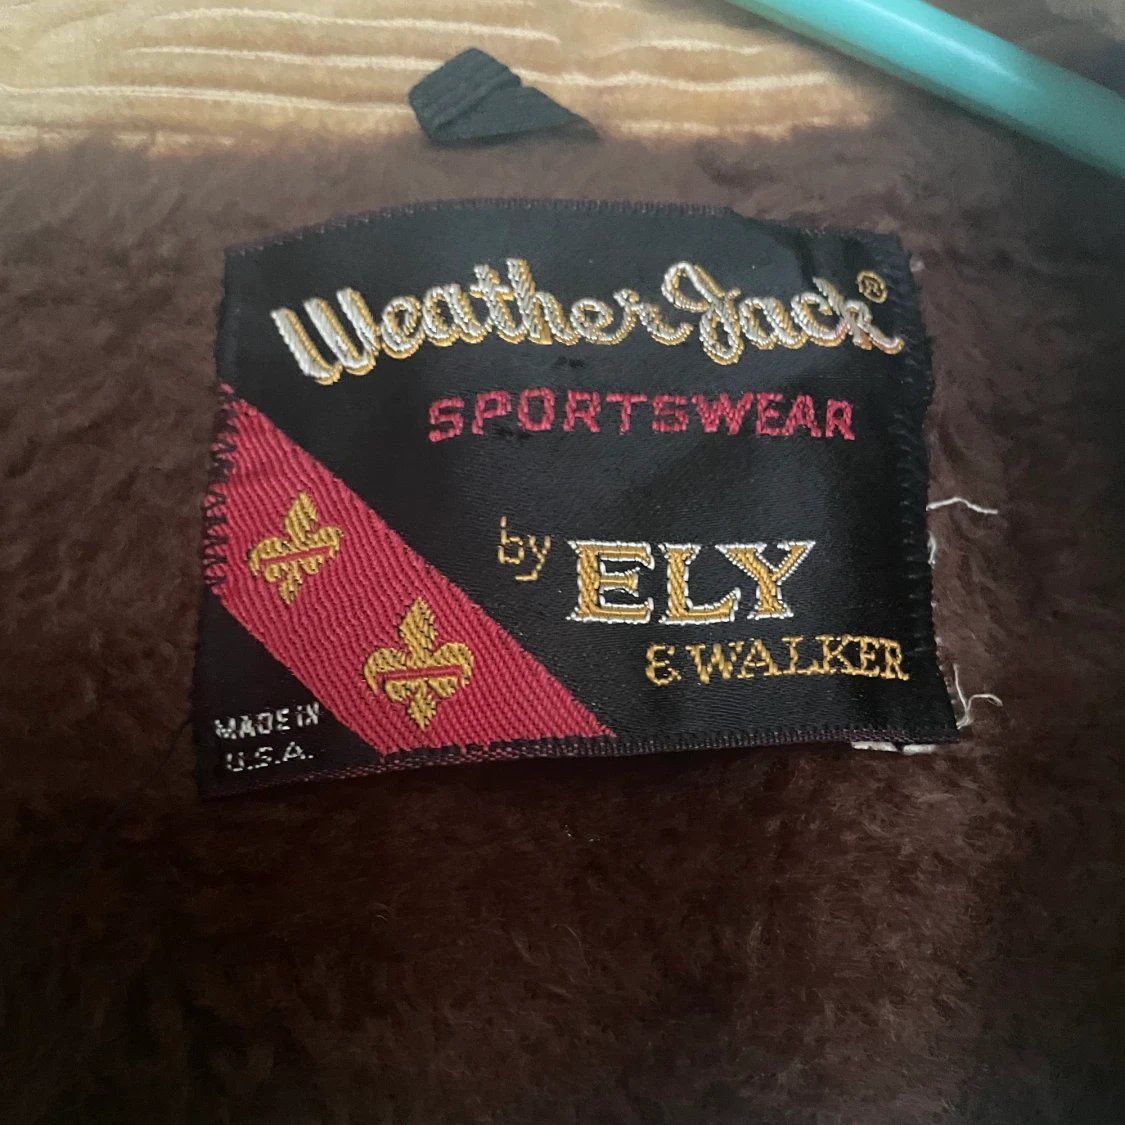 WeatherJack®
SPORTSWEAR
by ELY
& WALKER
MADE IN
U.S.A.